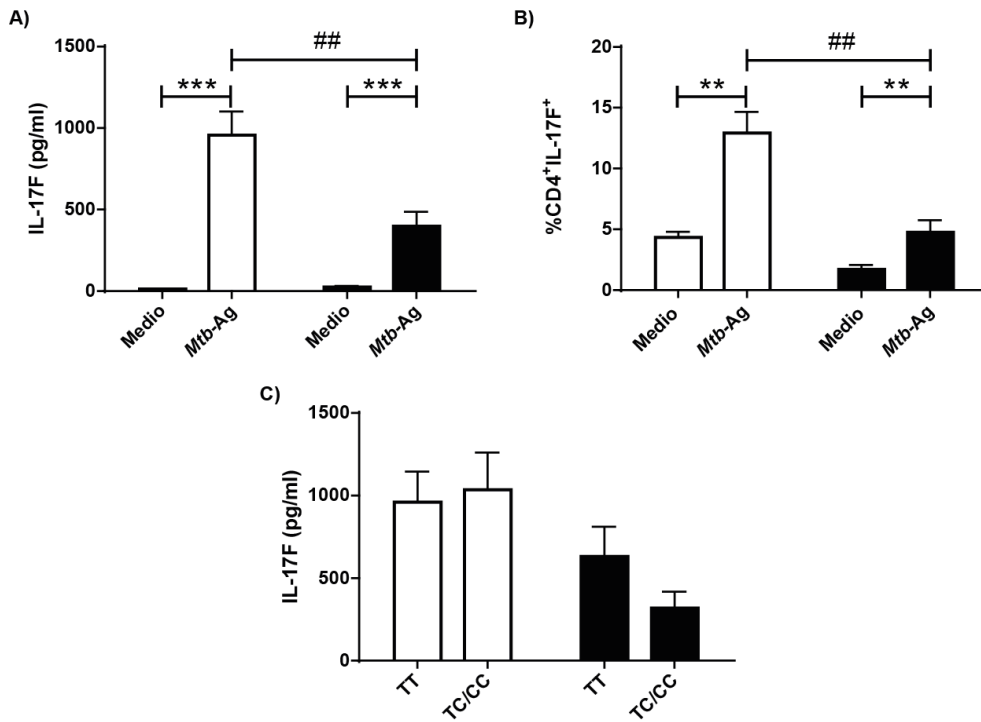 A)
IL-17F (pg/ml)
1500
1000
500
0
***
***
##
Medio
Mtb-Ag
Medio
Mtb-Ag
B)
%CD4⁺IL-17F⁺
20
15
10
5
0
**
**
##
Medio
Mtb-Ag
Medio
Mtb-Ag
C)
IL-17F (pg/ml)
1500
1000
500
0
TT
TC/CC
TT
TC/CC